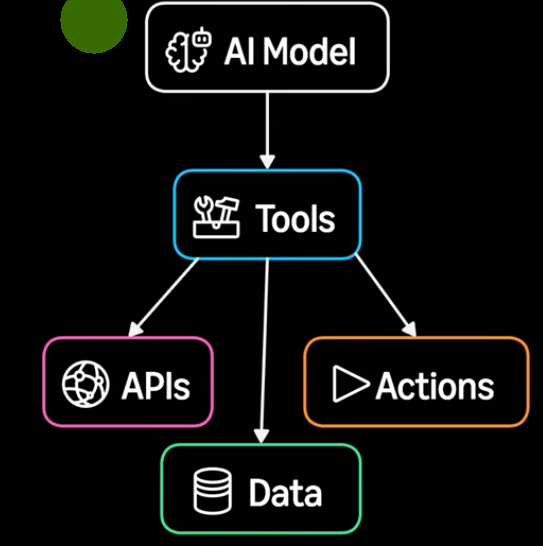 AI Model
Tools
APIs
Actions
Data